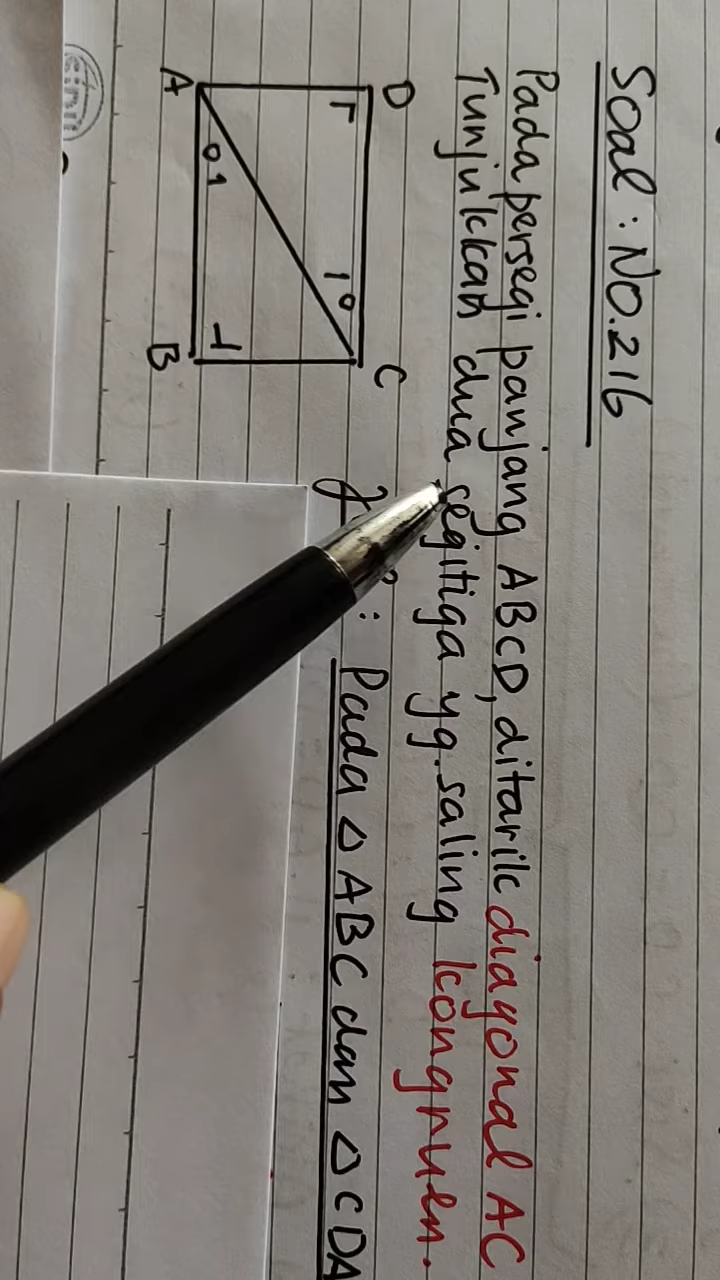 Soal : No.216
Pada persegi panjang ABCD, ditarik diagonal AC
Tunjukkan dua segitiga yg. saling kongruen.
: Pada △ ABC dan △ CDA
D
C
1
1
A
B